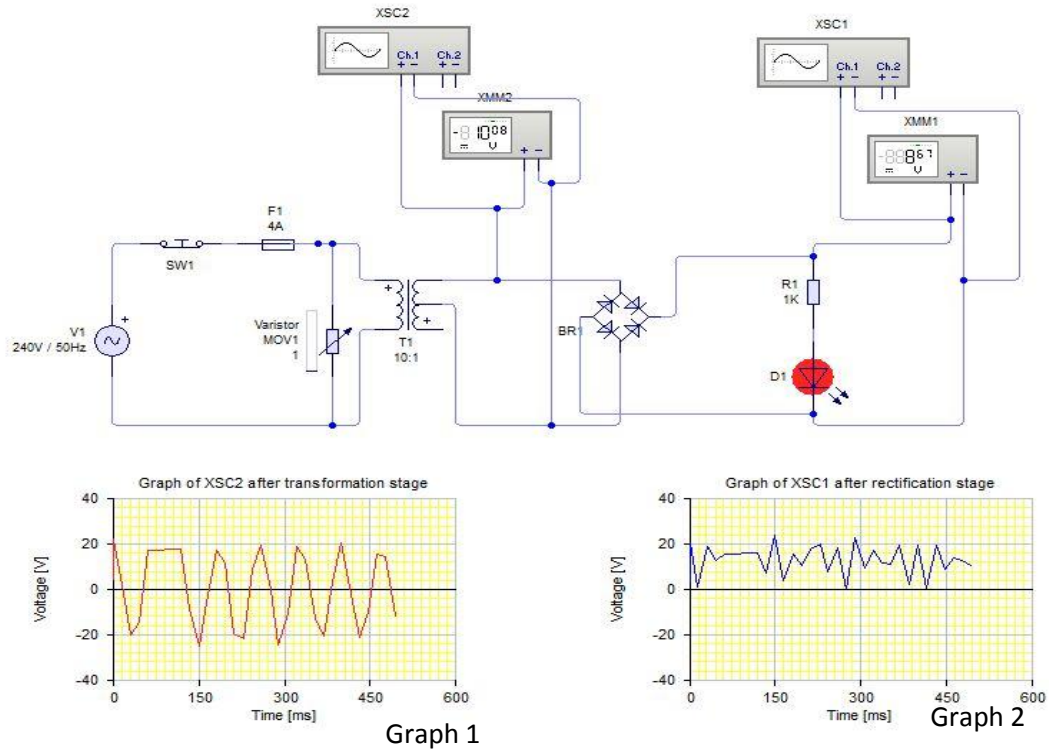 XSC2
XSC1
Ch.1 Ch.2
+ − + −
Ch.1 Ch.2
+ − + −
XMM2
1008
V
+ −
XMM1
867
V
+ −
F1
4A
SW1
V1
240V / 50Hz
+
Varistor
MOV1
1
+
+
T1
10:1
BR1
R1
1K
D1
Graph of XSC2 after transformation stage
40
20
0
-20
-40
Voltage [V]
0 150 300 450 600
Time [ms]
Graph 1
Graph of XSC1 after rectification stage
40
20
0
-20
-40
Voltage [V]
0 150 300 450 600
Time [ms]
Graph 2